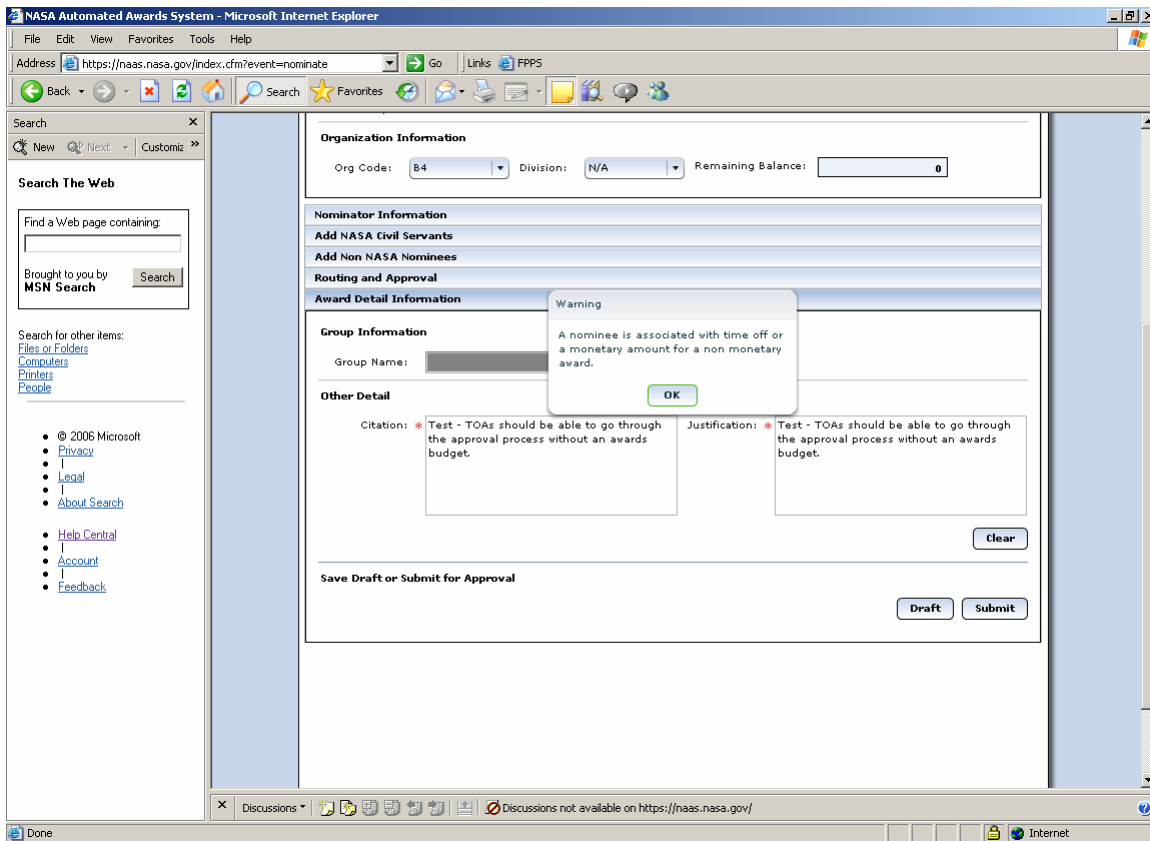 NASA Automated Awards System - Microsoft Internet Explorer
File Edit View Favorites Tools Help
Address https://naas.nasa.gov/index.cfm?event=nominate Go Links FPPS
Back Search Favorites
Search
New Next Customiz »
Search The Web
Find a Web page containing:
Brought to you by
MSN Search
Search
Search for other items:
Files or Folders
Computers
Printers
People
• © 2006 Microsoft
• Privacy
• |
• Legal
• |
• About Search
• Help Central
• |
• Account
• |
• Feedback
Organization Information
Org Code: B4 Division: N/A Remaining Balance: 0
Nominator Information
Add NASA Civil Servants
Add Non NASA Nominees
Routing and Approval
Award Detail Information
Warning
A nominee is associated with time off or
a monetary amount for a non monetary
award.
OK
Group Information
Group Name:
Other Detail
Citation: * Test - TOAs should be able to go through
the approval process without an awards
budget.
Justification: * Test - TOAs should be able to go through
the approval process without an awards
budget.
Clear
Save Draft or Submit for Approval
Draft Submit
Discussions Discussions not available on https://naas.nasa.gov/
Done Internet